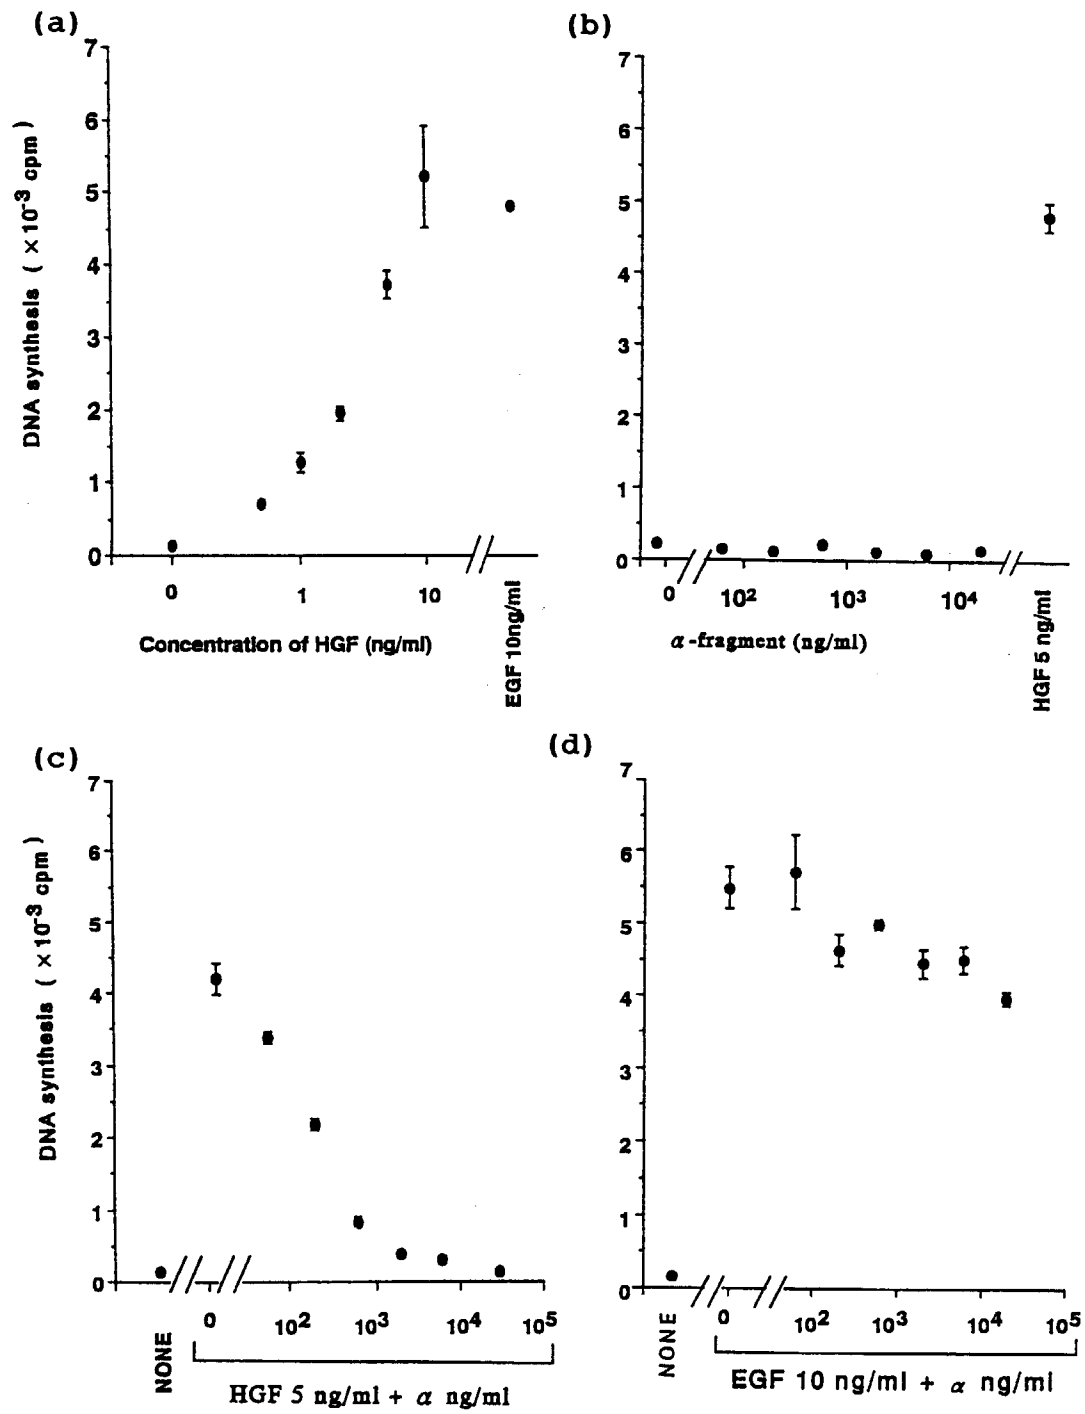 (a)
7
6
5
4
3
2
1
0
DNA synthesis ( ×10⁻³ cpm )
0 1 10
Concentration of HGF (ng/ml)
EGF 10ng/ml
(b)
7
6
5
4
3
2
1
0
0 10² 10³ 10⁴
α-fragment (ng/ml)
HGF 5 ng/ml
(c)
7
6
5
4
3
2
1
0
DNA synthesis ( ×10⁻³ cpm )
NONE
0 10² 10³ 10⁴ 10⁵
HGF 5 ng/ml + α ng/ml
(d)
7
6
5
4
3
2
1
0
NONE
0 10² 10³ 10⁴ 10⁵
EGF 10 ng/ml + α ng/ml